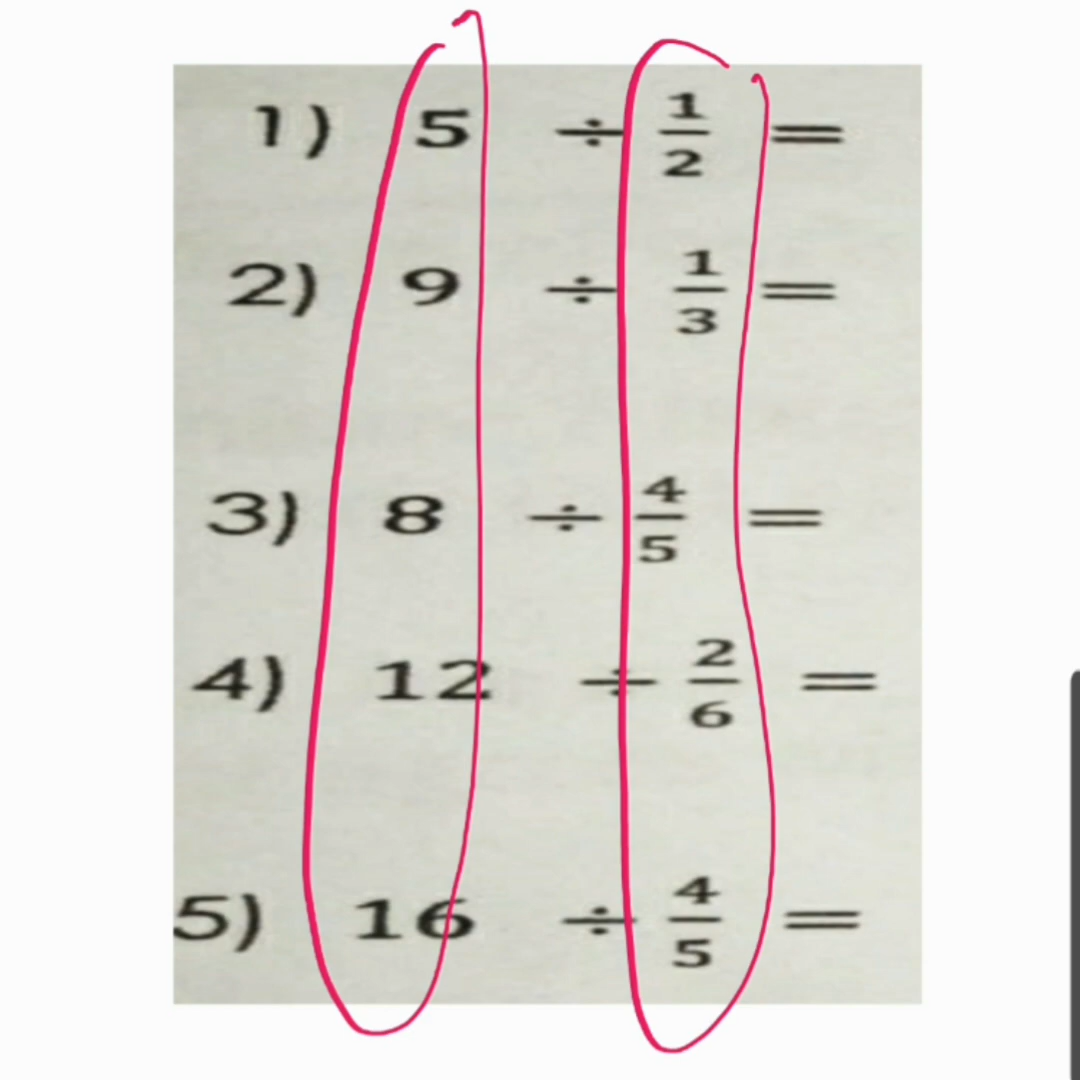 1) 5 ÷ 1/2 =
2) 9 ÷ 1/3 =
3) 8 ÷ 4/5 =
4) 12 ÷ 2/6 =
5) 16 ÷ 4/5 =